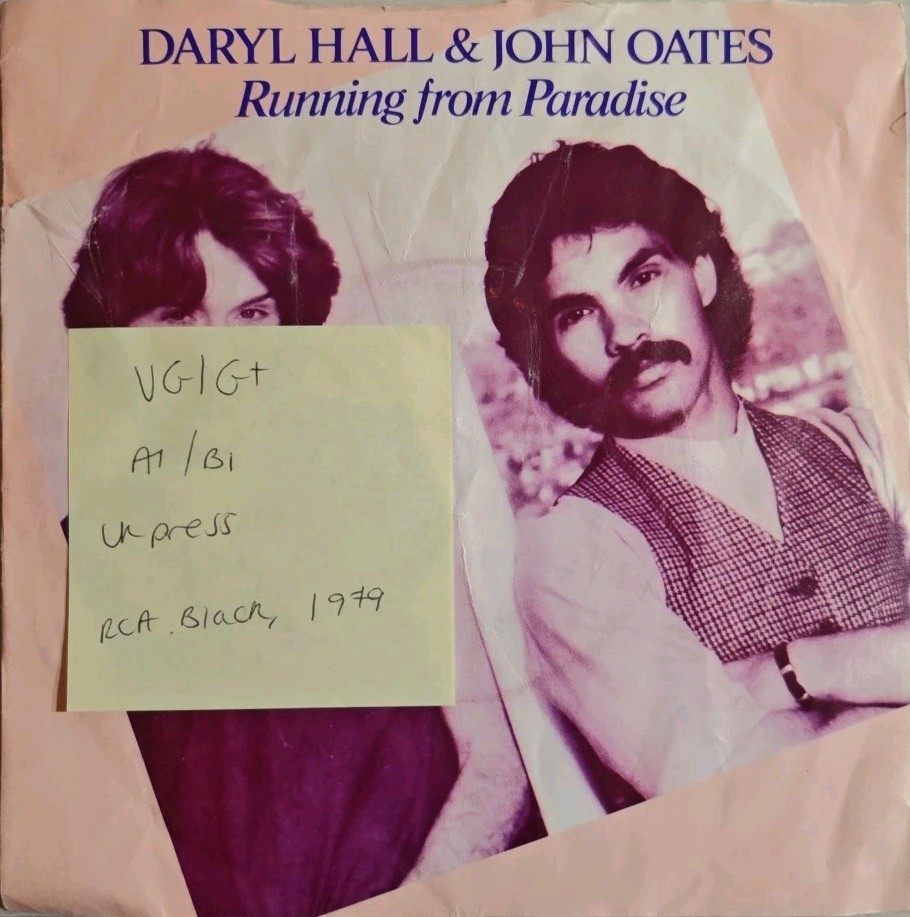 DARYL HALL & JOHN OATES
Running from Paradise
VG/G+
A1/B1
UK press
RCA. Black, 1979